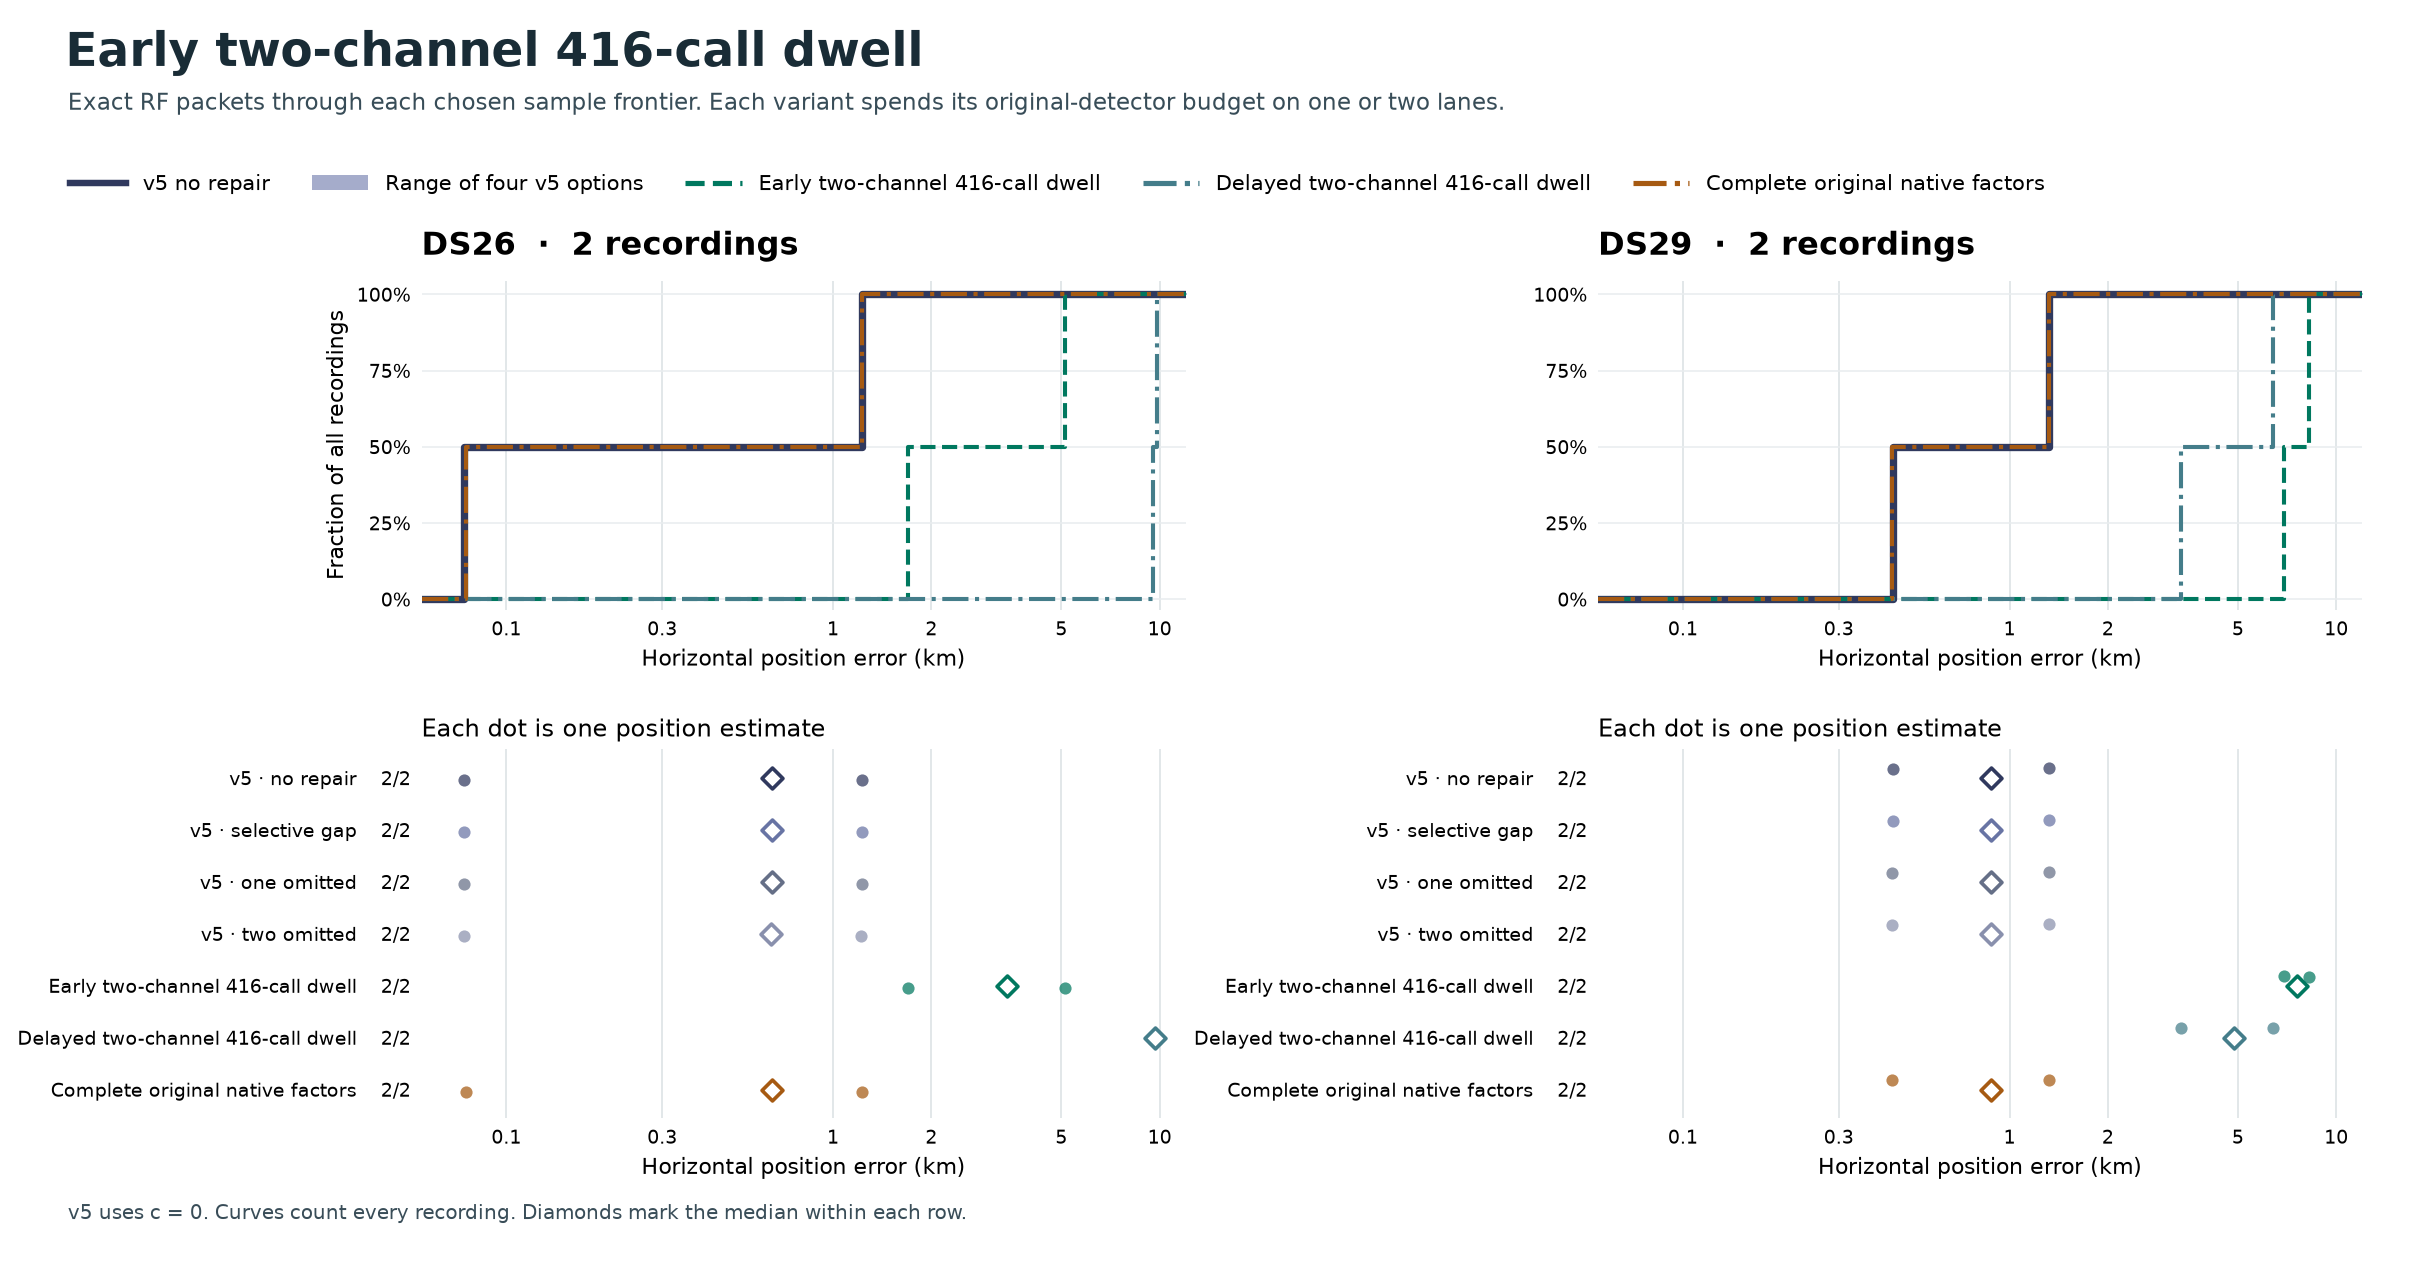 Early two-channel 416-call dwell
Exact RF packets through each chosen sample frontier. Each variant spends its original-detector budget on one or two lanes.
v5 no repair
Range of four v5 options
Early two-channel 416-call dwell
Delayed two-channel 416-call dwell
Complete original native factors
DS26 · 2 recordings
Fraction of all recordings
100%
75%
50%
25%
0%
0.1 0.3 1 2 5 10
Horizontal position error (km)
DS29 · 2 recordings
100%
75%
50%
25%
0%
0.1 0.3 1 2 5 10
Horizontal position error (km)
Each dot is one position estimate
v5 · no repair 2/2
v5 · selective gap 2/2
v5 · one omitted 2/2
v5 · two omitted 2/2
Early two-channel 416-call dwell 2/2
Delayed two-channel 416-call dwell 2/2
Complete original native factors 2/2
0.1 0.3 1 2 5 10
Horizontal position error (km)
Each dot is one position estimate
v5 · no repair 2/2
v5 · selective gap 2/2
v5 · one omitted 2/2
v5 · two omitted 2/2
Early two-channel 416-call dwell 2/2
Delayed two-channel 416-call dwell 2/2
Complete original native factors 2/2
0.1 0.3 1 2 5 10
Horizontal position error (km)
v5 uses c = 0. Curves count every recording. Diamonds mark the median within each row.